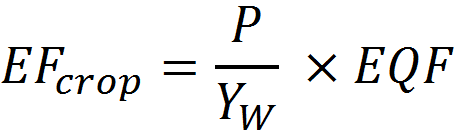 EF_crop = P / Y_W × EQF